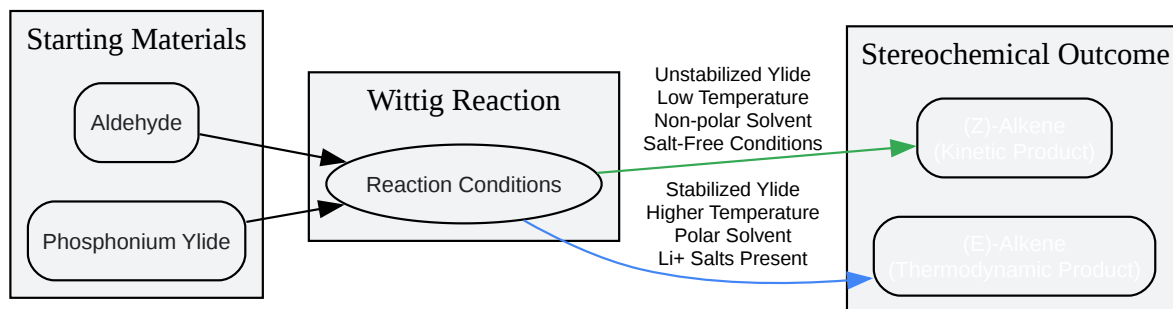 Starting Materials
Aldehyde
Phosphonium Ylide
Wittig Reaction
Reaction Conditions
Unstabilized Ylide
Low Temperature
Non-polar Solvent
Salt-Free Conditions
Stabilized Ylide
Higher Temperature
Polar Solvent
Li+ Salts Present
Stereochemical Outcome
(Z)-Alkene
(Kinetic Product)
(E)-Alkene
(Thermodynamic Product)